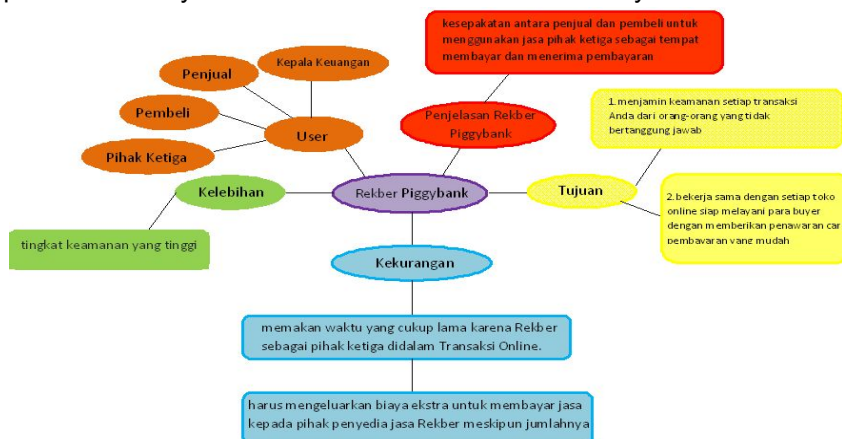 kesepakatan antara penjual dan pembeli untuk
menggunakan jasa pihak ketiga sebagai tempat
membayar dan menerima pembayaran
Kepala Keuangan
Penjual
Pembeli
Pihak Ketiga
User
Penjelasan Rekber
Piggybank
1.menjamin keamanan setiap transaksi
Anda dari orang-orang yang tidak
bertanggung jawab
Kelebihan
Rekber Piggybank
Tujuan
2.bekerja sama dengan setiap toko
online siap melayani para buyer
dengan memberikan penawaran car
pembayaran yang mudah
tingkat keamanan yang tinggi
Kekurangan
memakan waktu yang cukup lama karena Rekber
sebagai pihak ketiga didalam Transaksi Online.
harus mengeluarkan biaya ekstra untuk membayar jasa
kepada pihak penyedia jasa Rekber meskipun jumlahnya